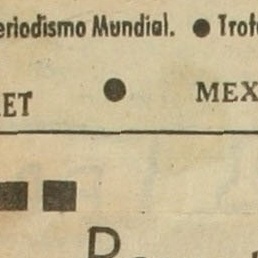 eriodismo Mundial. ● Trof
ET ● MEX